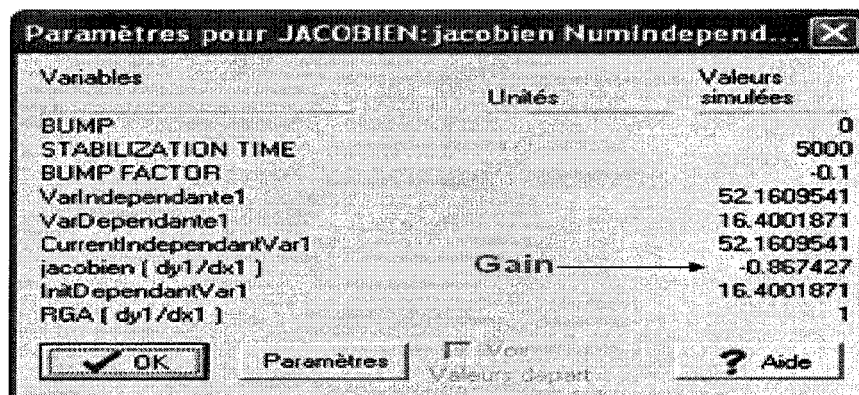 Paramètres pour JACOBIEN:jacobien NumIndepend...
Variables Unités Valeurs simulées
BUMP 0
STABILIZATION TIME 5000
BUMP FACTOR -0.1
VarIndependante1 52.1609541
VarDependante1 16.4001871
CurrentIndependantVar1 52.1609541
jacobien ( dy1/dx1 ) Gain -0.867427
InitDependantVar1 16.4001871
RGA ( dy1/dx1 ) 1
OK Paramètres Voir Valeurs départ ? Aide